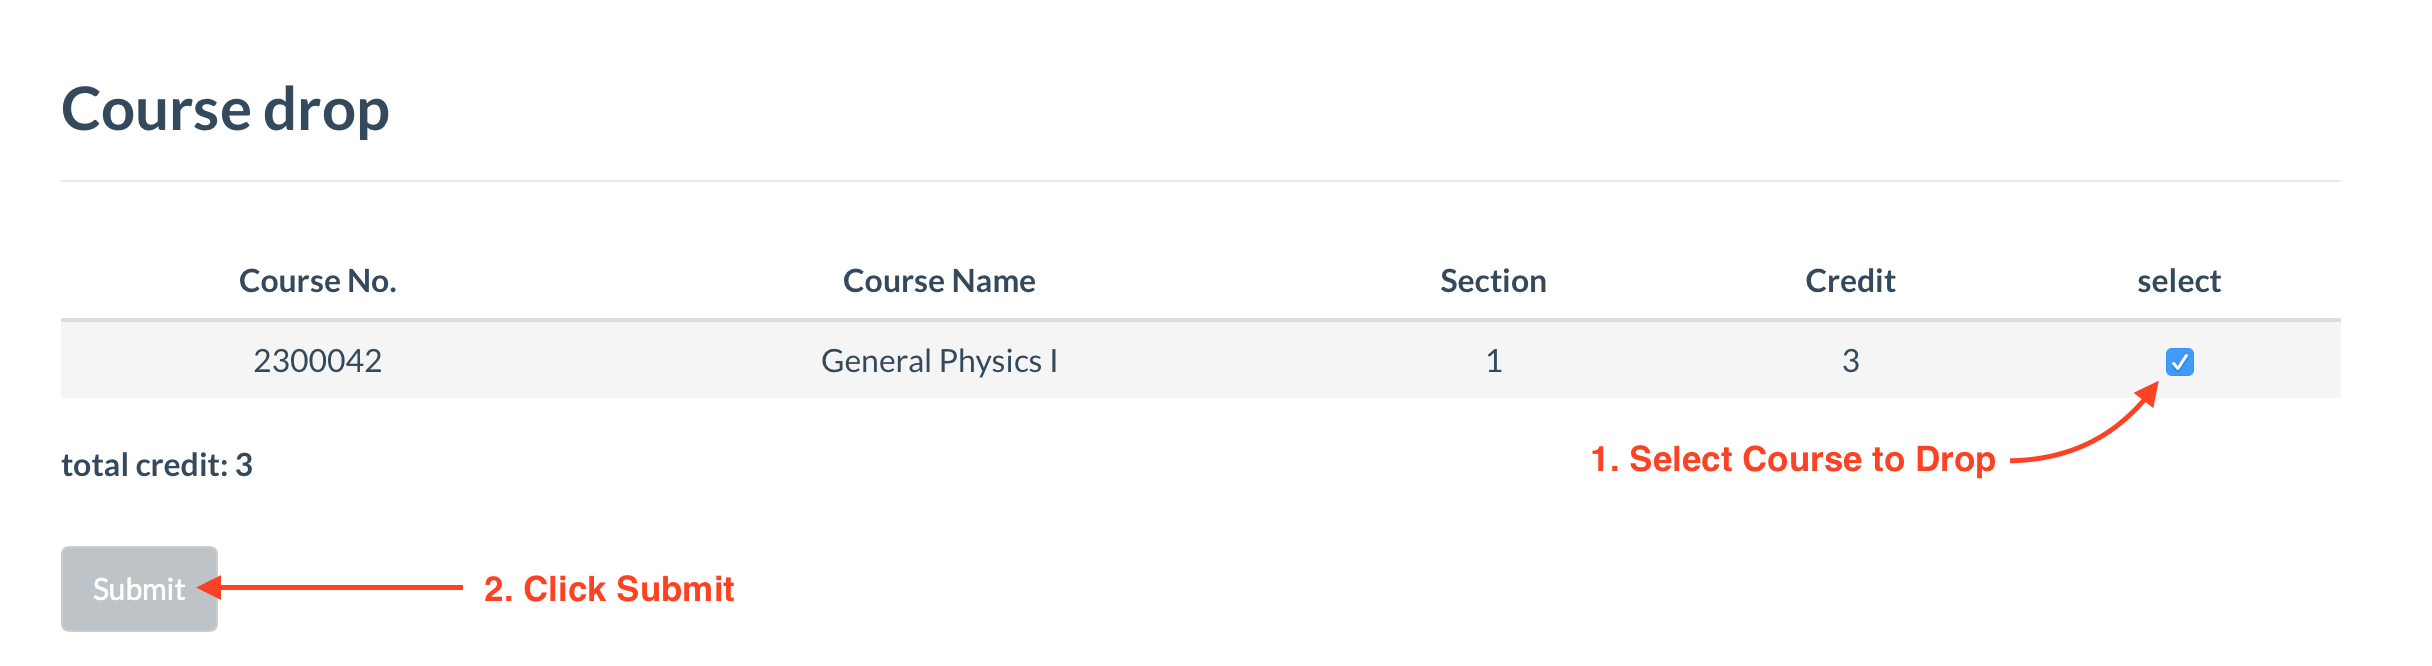 Course drop
Course No. Course Name Section Credit select
2300042 General Physics I 1 3
total credit: 3
1. Select Course to Drop
Submit 2. Click Submit